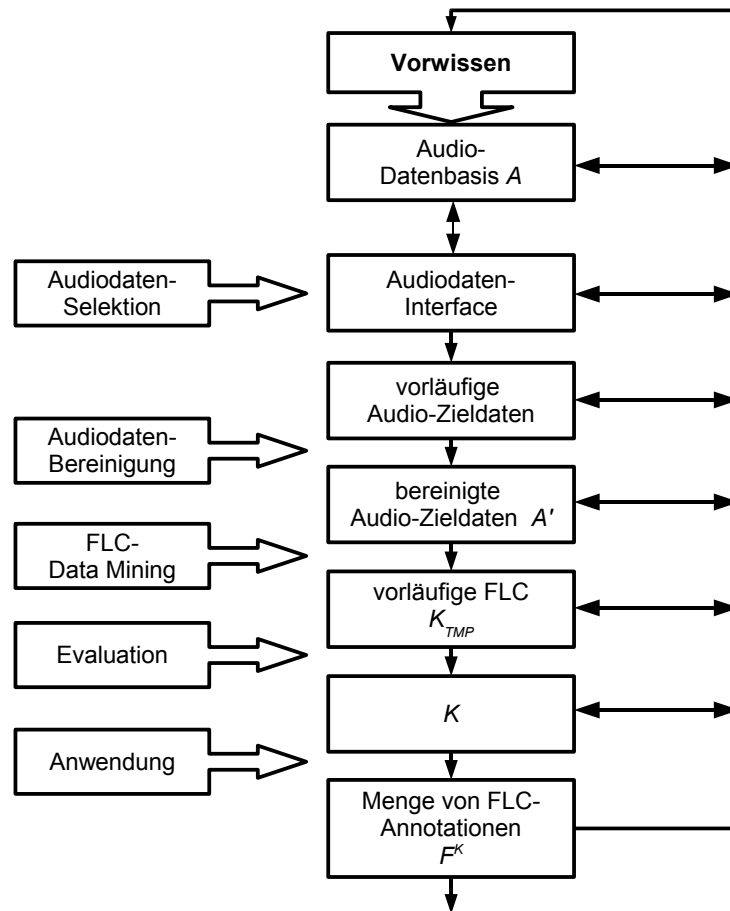 Vorwissen
Audio-
Datenbasis A
Audiodaten-
Selektion
Audiodaten-
Interface
vorläufige
Audio-Zieldaten
Audiodaten-
Bereinigung
bereinigte
Audio-Zieldaten A'
FLC-
Data Mining
vorläufige FLC
K_TMP
Evaluation
K
Anwendung
Menge von FLC-
Annotationen
F^K